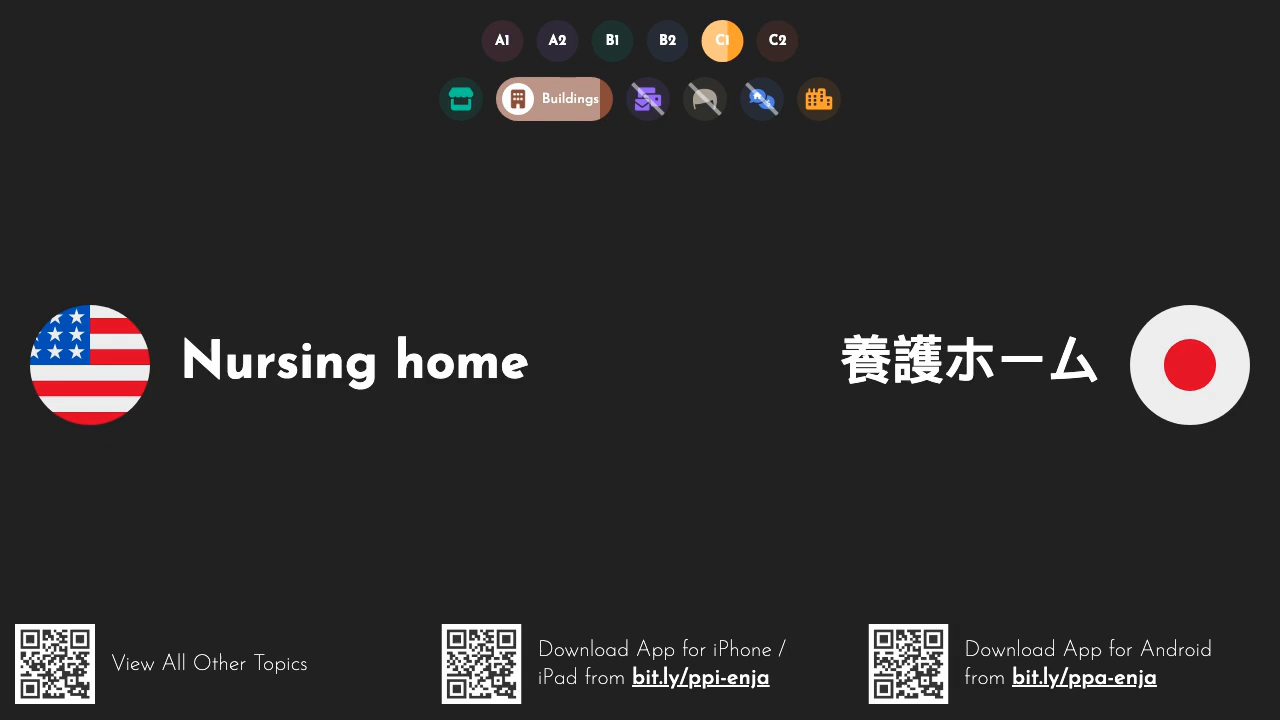 A1 A2 B1 B2 C1 C2
Buildings
Nursing home
養護ホーム
View All Other Topics
Download App for iPhone /
iPad from bit.ly/ppi-enja
Download App for Android
from bit.ly/ppa-enja